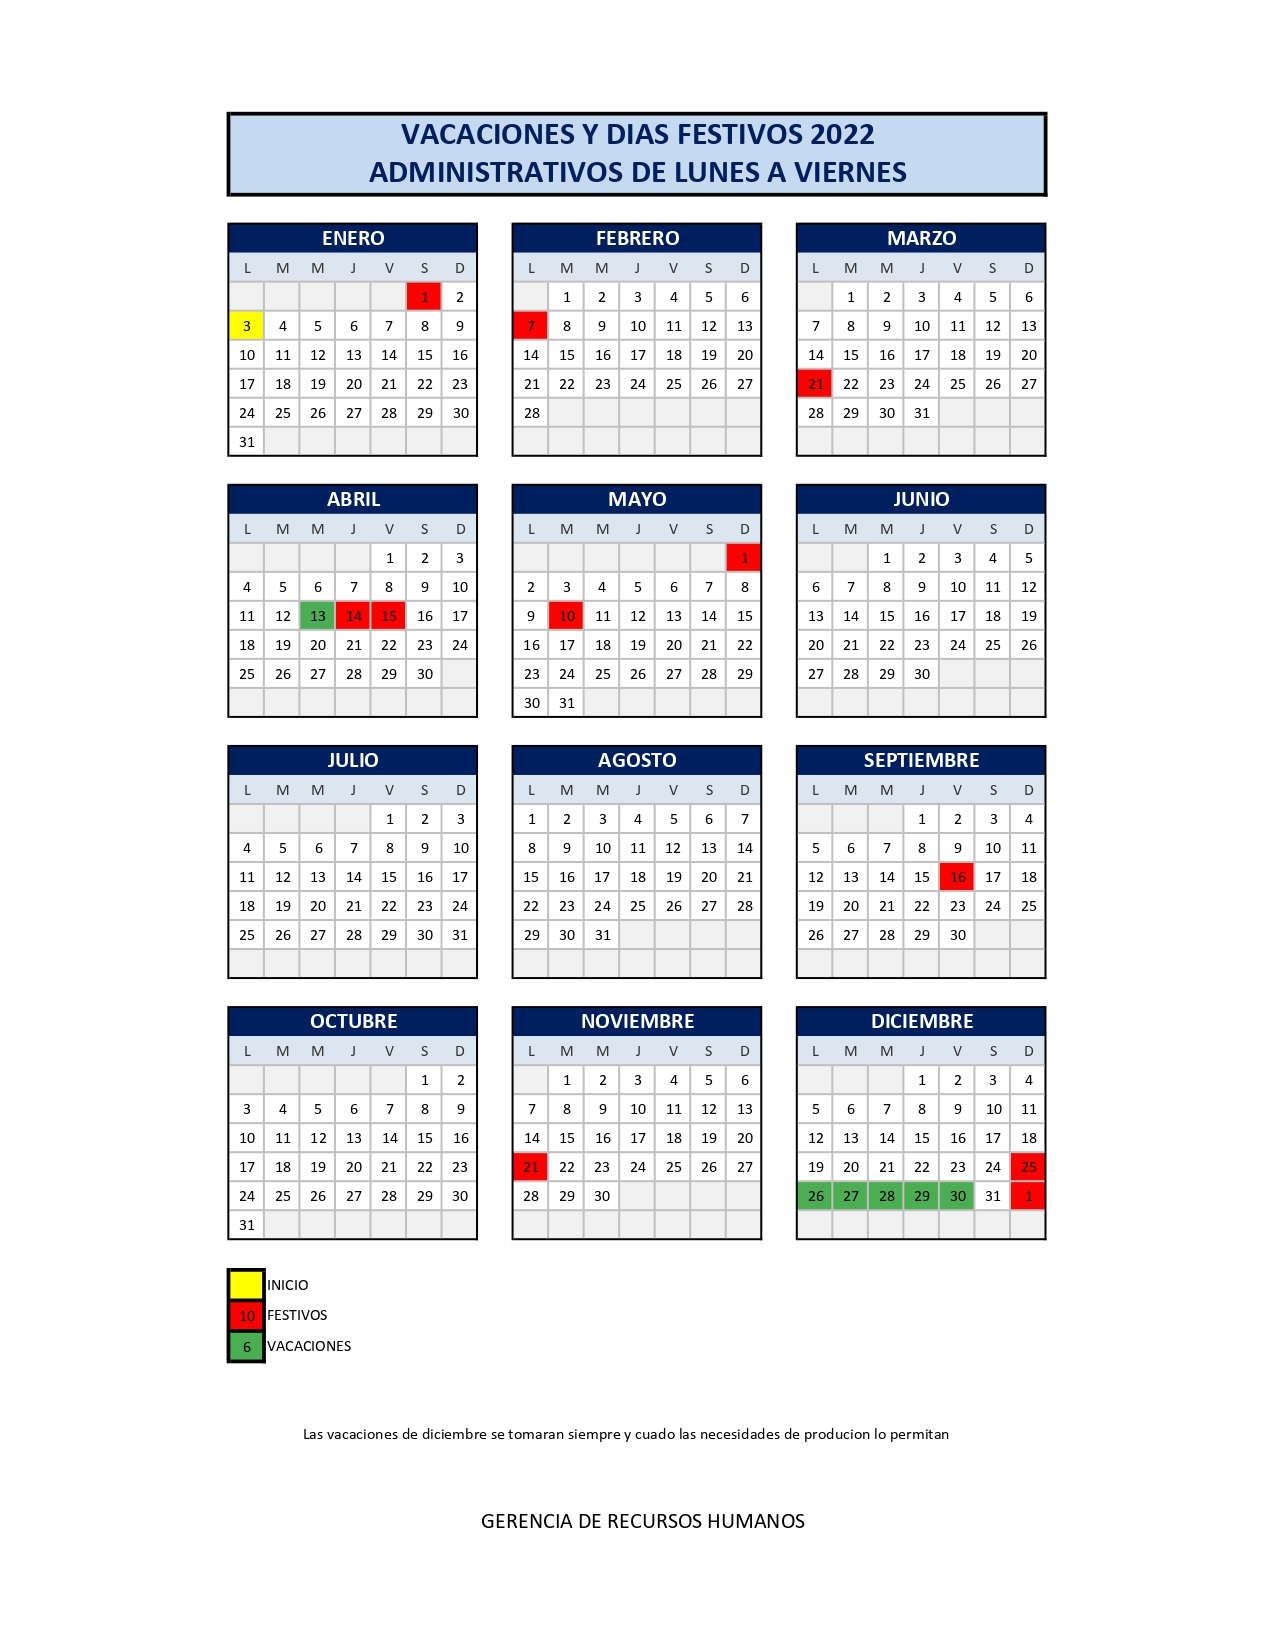 VACACIONES Y DIAS FESTIVOS 2022
ADMINISTRATIVOS DE LUNES A VIERNES
ENERO FEBRERO MARZO
L M M J V S D L M M J V S D L M M J V S D
1 2 1 2 3 4 5 6 1 2 3 4 5 6
3 4 5 6 7 8 9 7 8 9 10 11 12 13 7 8 9 10 11 12 13
10 11 12 13 14 15 16 14 15 16 17 18 19 20 14 15 16 17 18 19 20
17 18 19 20 21 22 23 21 22 23 24 25 26 27 21 22 23 24 25 26 27
24 25 26 27 28 29 30 28 28 29 30 31
31
ABRIL MAYO JUNIO
L M M J V S D L M M J V S D L M M J V S D
1 2 3 1 1 2 3 4 5
4 5 6 7 8 9 10 2 3 4 5 6 7 8 6 7 8 9 10 11 12
11 12 13 14 15 16 17 9 10 11 12 13 14 15 13 14 15 16 17 18 19
18 19 20 21 22 23 24 16 17 18 19 20 21 22 20 21 22 23 24 25 26
25 26 27 28 29 30 23 24 25 26 27 28 29 27 28 29 30
30 31
JULIO AGOSTO SEPTIEMBRE
L M M J V S D L M M J V S D L M M J V S D
1 2 3 1 2 3 4 5 6 7 1 2 3 4
4 5 6 7 8 9 10 8 9 10 11 12 13 14 5 6 7 8 9 10 11
11 12 13 14 15 16 17 15 16 17 18 19 20 21 12 13 14 15 16 17 18
18 19 20 21 22 23 24 22 23 24 25 26 27 28 19 20 21 22 23 24 25
25 26 27 28 29 30 31 29 30 31 26 27 28 29 30
OCTUBRE NOVIEMBRE DICIEMBRE
L M M J V S D L M M J V S D L M M J V S D
1 2 1 2 3 4 5 6 1 2 3 4
3 4 5 6 7 8 9 7 8 9 10 11 12 13 5 6 7 8 9 10 11
10 11 12 13 14 15 16 14 15 16 17 18 19 20 12 13 14 15 16 17 18
17 18 19 20 21 22 23 21 22 23 24 25 26 27 19 20 21 22 23 24 25
24 25 26 27 28 29 30 28 29 30 26 27 28 29 30 31 1
31
INICIO
10 FESTIVOS
6 VACACIONES
Las vacaciones de diciembre se tomaran siempre y cuado las necesidades de producion lo permitan
GERENCIA DE RECURSOS HUMANOS